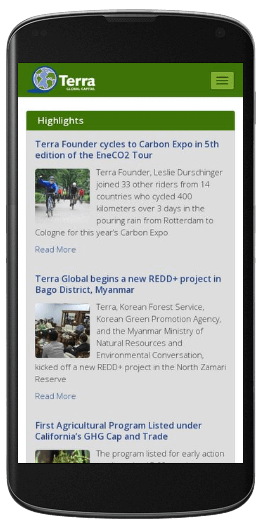 Terra
GLOBAL CAPITAL
Highlights
Terra Founder cycles to Carbon Expo in 5th
edition of the EneCO2 Tour
Terra Founder, Leslie Durschinger
joined 33 other riders from 14
countries who cycled 400
kilometers over 3 days in the
pouring rain from Rotterdam to
Cologne for this year's Carbon Expo
Read More
Terra Global begins a new REDD+ project in
Bago District, Myanmar
Terra, Korean Forest Service,
Korean Green Promotion Agency,
and the Myanmar Ministry of
Natural Resources and
Environmental Conversation,
kicked off a new REDD+ project in the North Zamari
Reserve
Read More
First Agricultural Program Listed under
California's GHG Cap and Trade
The program listed for early action